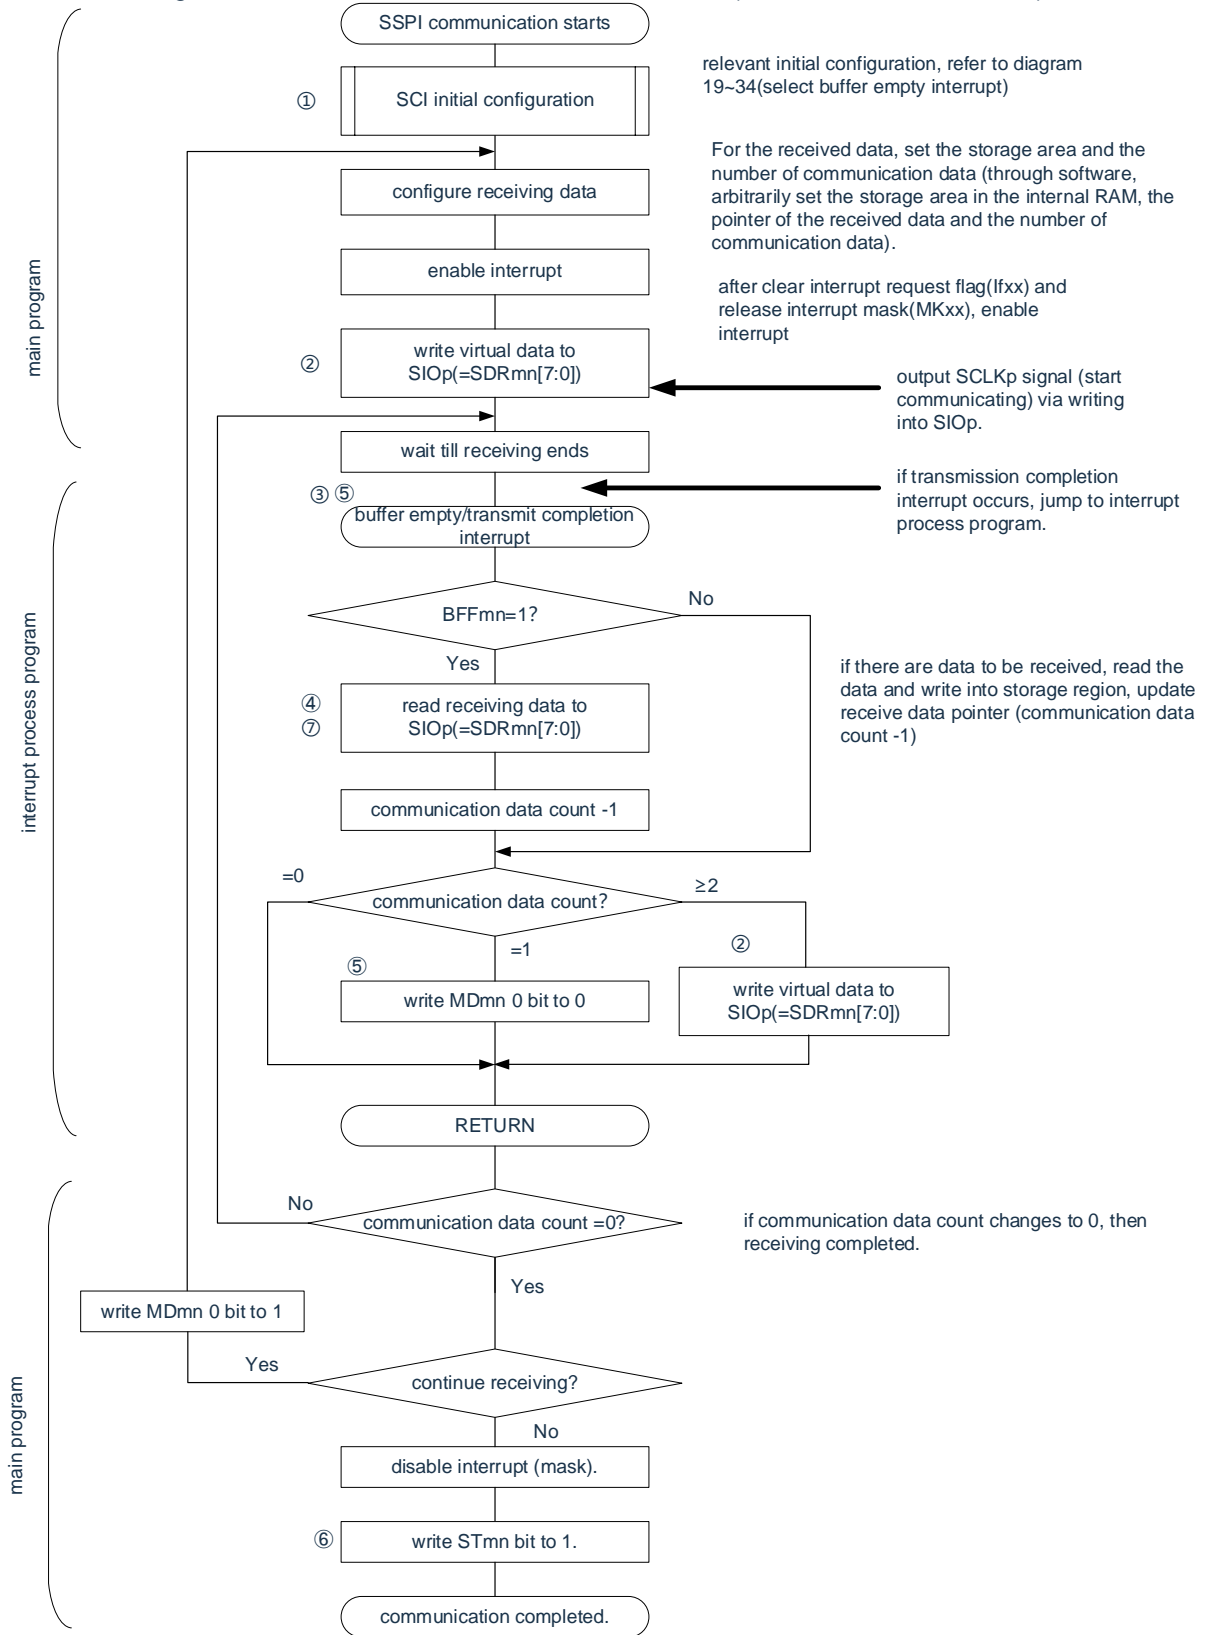 SSPI communication starts
relevant initial configuration, refer to diagram
19~34(select buffer empty interrupt)
①
SCI initial configuration
For the received data, set the storage area and the
number of communication data (through software,
arbitrarily set the storage area in the internal RAM, the
pointer of the received data and the number of
communication data).
configure receiving data
main program
enable interrupt
after clear interrupt request flag(Ifxx) and
release interrupt mask(MKxx), enable
interrupt
②
write virtual data to
SIOp(=SDRmn[7:0])
output SCLKp signal (start
communicating) via writing
into SIOp.
wait till receiving ends
if transmission completion
interrupt occurs, jump to interrupt
process program.
③ ⑤
buffer empty/transmit completion
interrupt
BFFmn=1?
No
Yes
interrupt process program
④
⑦
read receiving data to
SIOp(=SDRmn[7:0])
if there are data to be received, read the
data and write into storage region, update
receive data pointer (communication data
count -1)
communication data count -1
=0
communication data count?
≥2
=1
②
⑤
write MDmn 0 bit to 0
write virtual data to
SIOp(=SDRmn[7:0])
RETURN
No
communication data count =0?
if communication data count changes to 0, then
receiving completed.
Yes
write MDmn 0 bit to 1
Yes
continue receiving?
main program
No
disable interrupt (mask).
⑥
write STmn bit to 1.
communication completed.